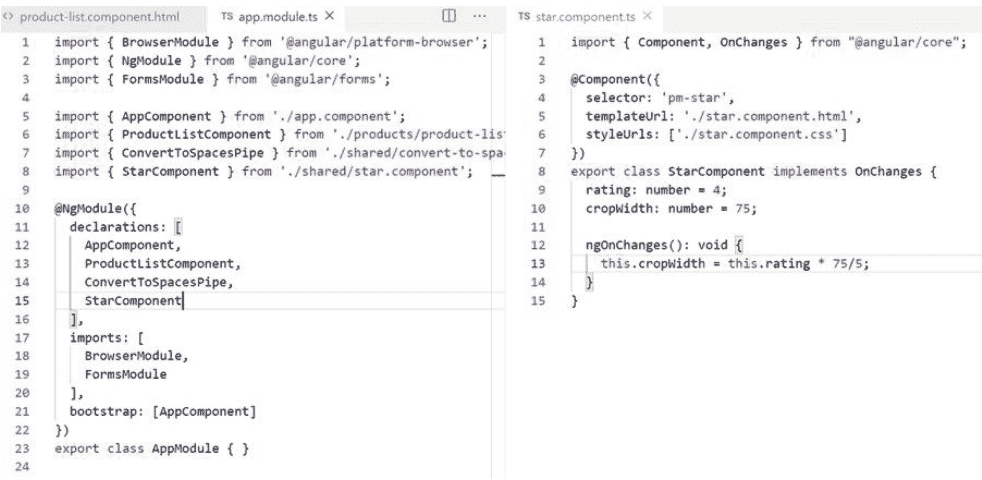 product-list.component.html
TS app.module.ts
1 import { BrowserModule } from '@angular/platform-browser';
2 import { NgModule } from '@angular/core';
3 import { FormsModule } from '@angular/forms';
4
5 import { AppComponent } from './app.component';
6 import { ProductListComponent } from './products/product-lis
7 import { ConvertToSpacesPipe } from './shared/convert-to-spa
8 import { StarComponent } from './shared/star.component';
9
10 @NgModule({
11 declarations: [
12 AppComponent,
13 ProductListComponent,
14 ConvertToSpacesPipe,
15 StarComponent
16 ],
17 imports: [
18 BrowserModule,
19 FormsModule
20 ],
21 bootstrap: [AppComponent]
22 })
23 export class AppModule { }
24
TS star.component.ts
1 import { Component, OnChanges } from "@angular/core";
2
3 @Component({
4 selector: 'pm-star',
5 templateUrl: './star.component.html',
6 styleUrls: ['./star.component.css']
7 })
8 export class StarComponent implements OnChanges {
9 rating: number = 4;
10 cropWidth: number = 75;
11
12 ngOnChanges(): void {
13 this.cropWidth = this.rating * 75/5;
14 }
15 }